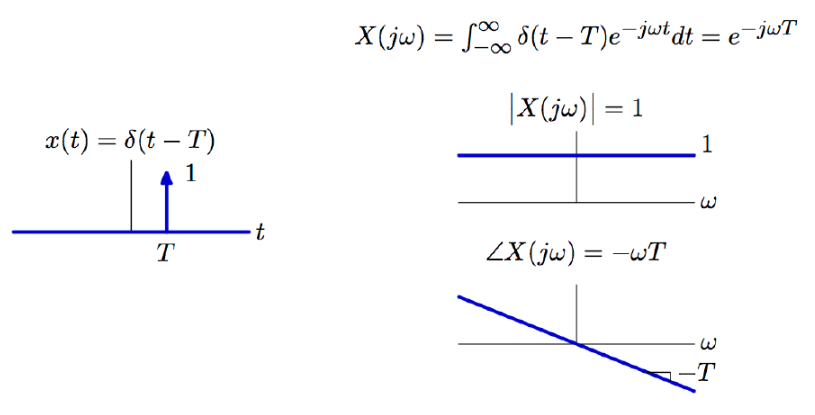 X(jω) = ∫_{−∞}^{∞} δ(t − T)e^{−jωt}dt = e^{−jωT}
x(t) = δ(t − T)
1
t
T
|X(jω)| = 1
1
ω
∠X(jω) = −ωT
ω
−T